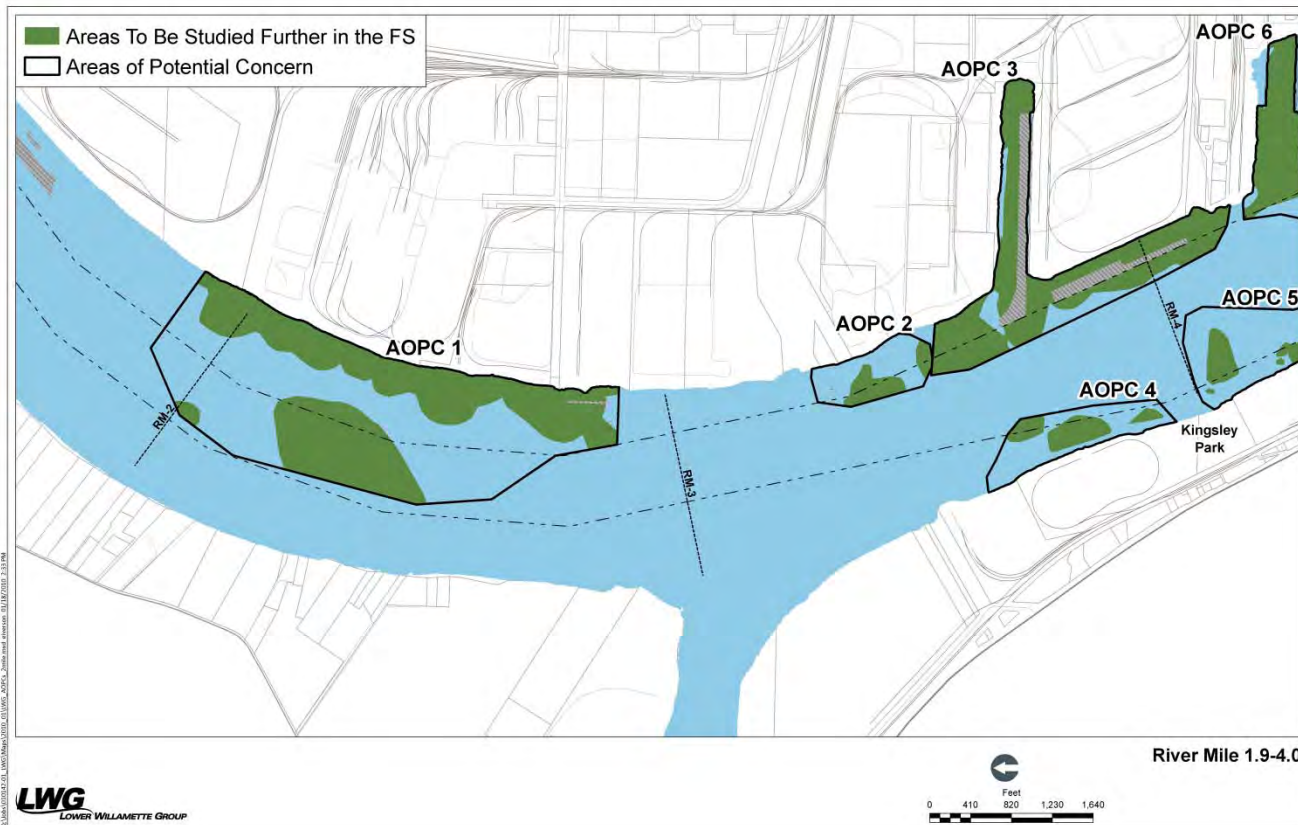 Areas To Be Studied Further in the FS
Areas of Potential Concern
AOPC 6
AOPC 3
AOPC 5
AOPC 2
AOPC 1
AOPC 4
RM-4
RM-2
RM-3
Kingsley
Park
River Mile 1.9-4.0
Feet
0 410 820 1,230 1,640
LWG
LOWER WILLAMETTE GROUP